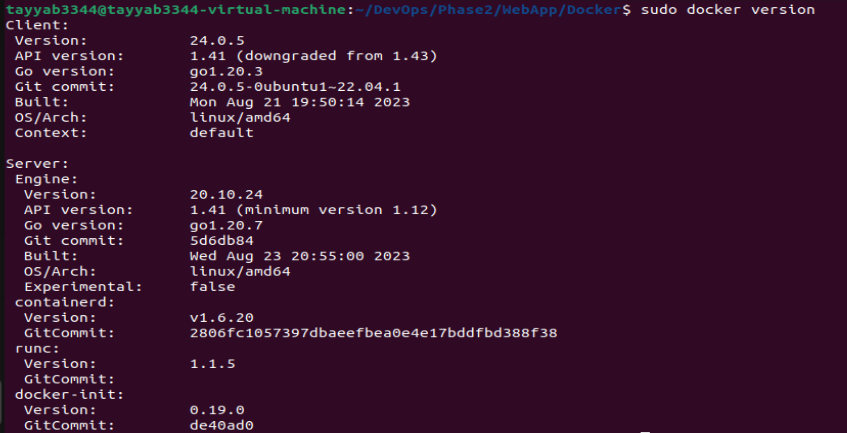 tayyab3344@tayyab3344-virtual-machine:~/DevOps/Phase2/WebApp/Docker$ sudo docker version
Client:
 Version:           24.0.5
 API version:       1.41 (downgraded from 1.43)
 Go version:        go1.20.3
 Git commit:        24.0.5-0ubuntu1~22.04.1
 Built:             Mon Aug 21 19:50:14 2023
 OS/Arch:           linux/amd64
 Context:           default

Server:
 Engine:
  Version:          20.10.24
  API version:      1.41 (minimum version 1.12)
  Go version:       go1.20.7
  Git commit:       5d6db84
  Built:            Wed Aug 23 20:55:00 2023
  OS/Arch:          linux/amd64
  Experimental:     false
 containerd:
  Version:          v1.6.20
  GitCommit:        2806fc1057397dbaeefbea0e4e17bddfbd388f38
 runc:
  Version:          1.1.5
  GitCommit:
 docker-init:
  Version:          0.19.0
  GitCommit:        de40ad0